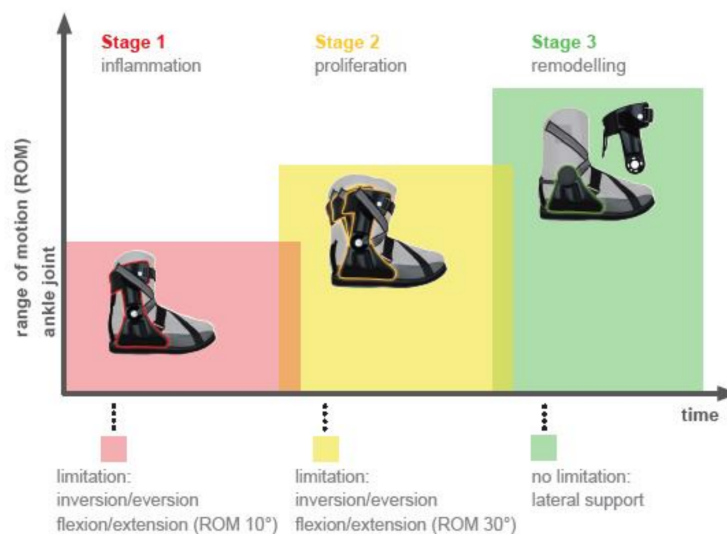 Stage 1
inflammation
Stage 2
proliferation
Stage 3
remodelling
range of motion (ROM)
ankle joint
time
limitation:
inversion/eversion
flexion/extension (ROM 10°)
limitation:
inversion/eversion
flexion/extension (ROM 30°)
no limitation:
lateral support